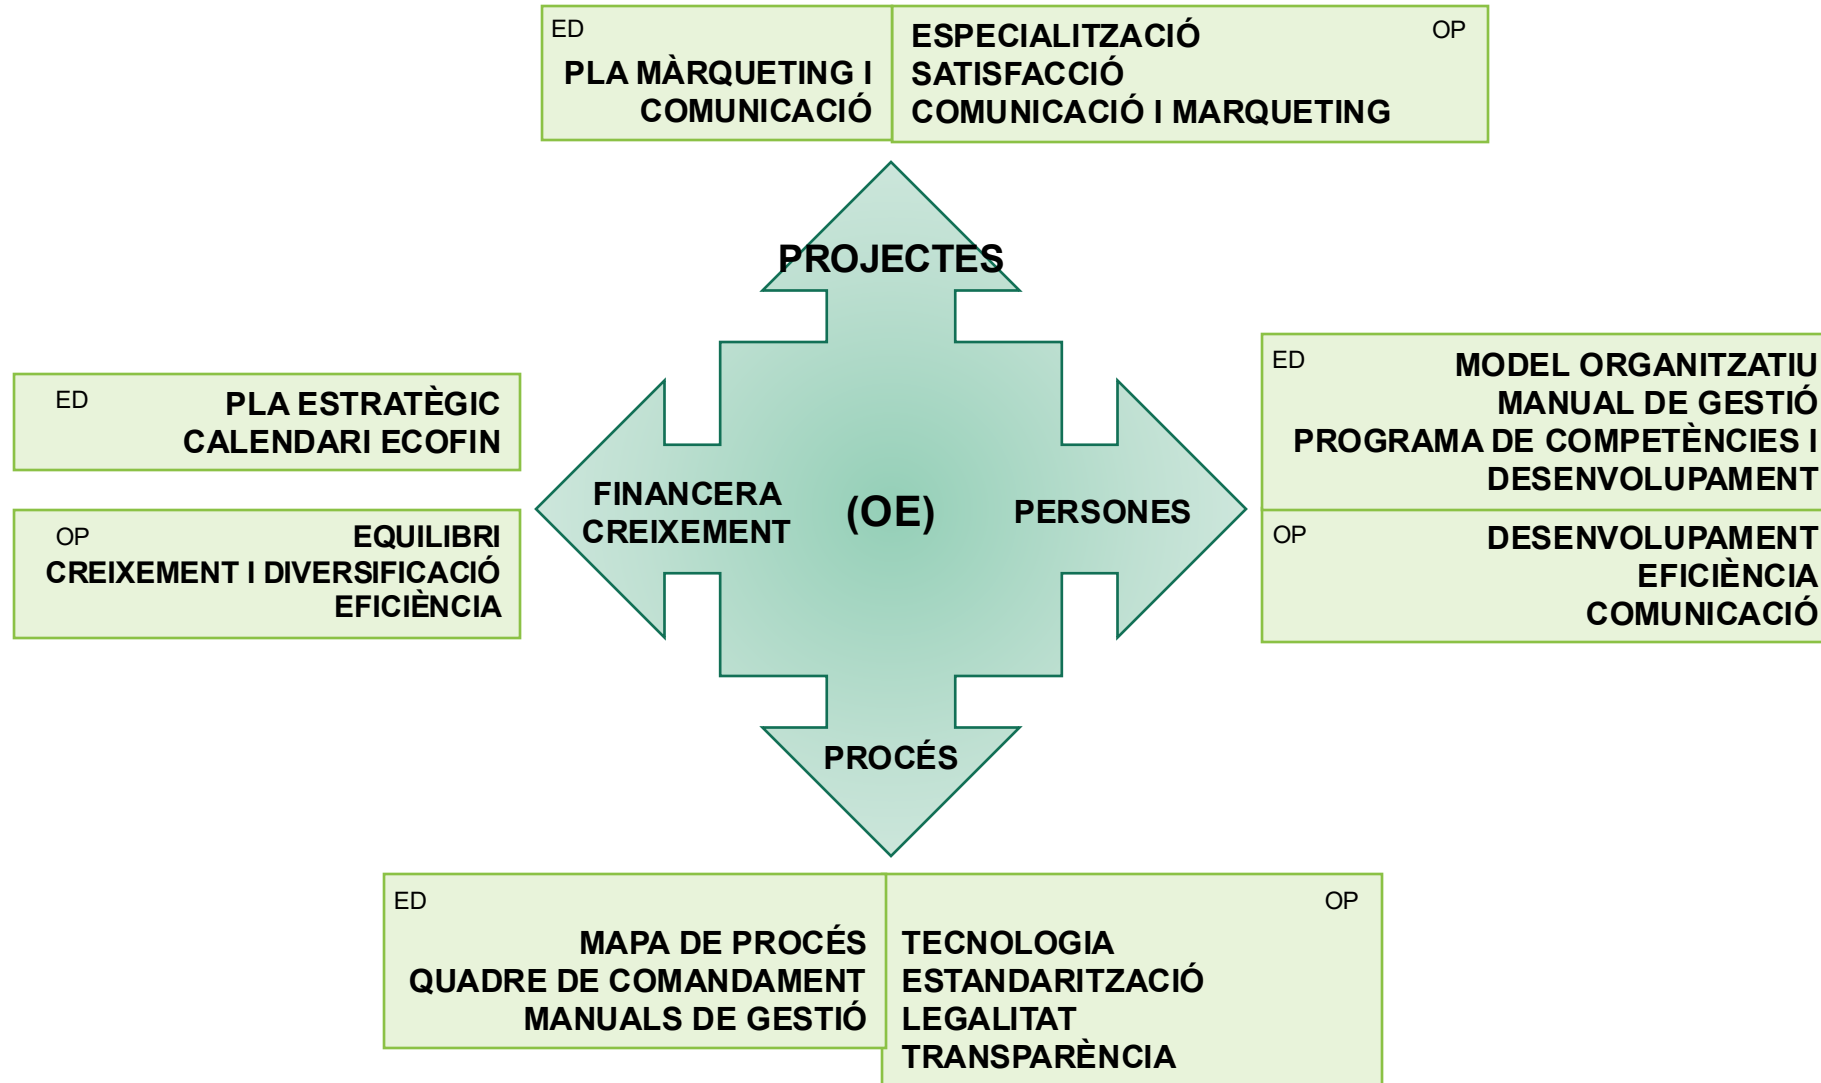 ED
PLA MÀRQUETING I
COMUNICACIÓ
OP
ESPECIALITZACIÓ
SATISFACCIÓ
COMUNICACIÓ I MARQUETING
PROJECTES
ED
PLA ESTRATÈGIC
CALENDARI ECOFIN
OP
EQUILIBRI
CREIXEMENT I DIVERSIFICACIÓ
EFICIÈNCIA
FINANCERA
CREIXEMENT
(OE)
PERSONES
ED
MODEL ORGANITZATIU
MANUAL DE GESTIÓ
PROGRAMA DE COMPETÈNCIES I
DESENVOLUPAMENT
OP
DESENVOLUPAMENT
EFICIÈNCIA
COMUNICACIÓ
PROCÉS
ED
MAPA DE PROCÉS
QUADRE DE COMANDAMENT
MANUALS DE GESTIÓ
OP
TECNOLOGIA
ESTANDARITZACIÓ
LEGALITAT
TRANSPARÈNCIA